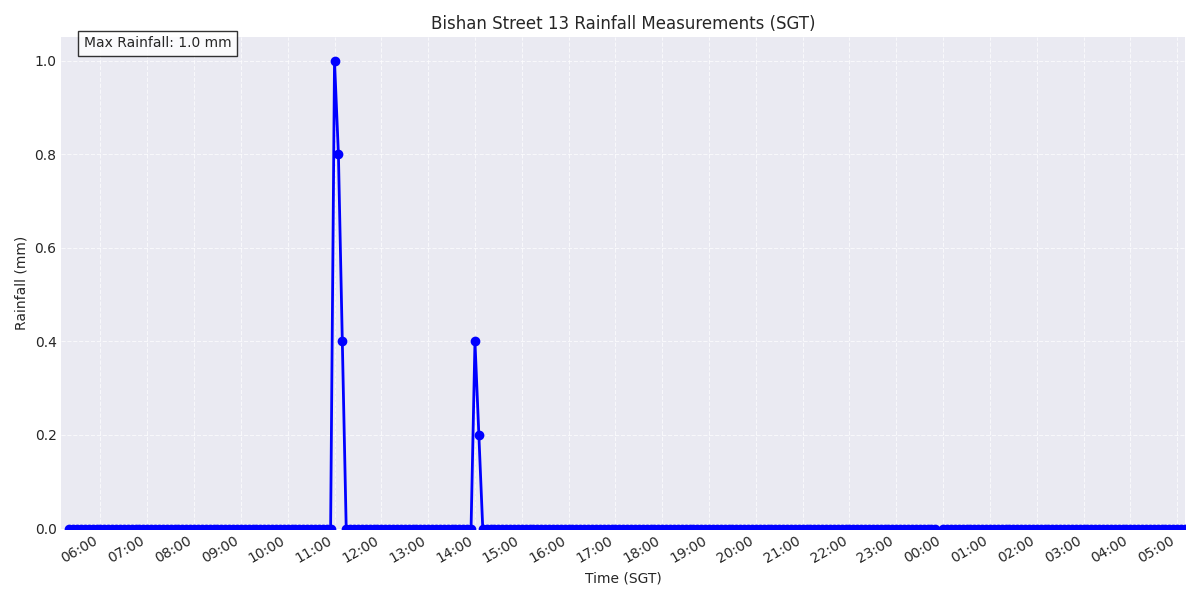 Bishan Street 13 Rainfall Measurements (SGT)
Max Rainfall: 1.0 mm
Rainfall (mm)
1.0
0.8
0.6
0.4
0.2
0.0
06:00 07:00 08:00 09:00 10:00 11:00 12:00 13:00 14:00 15:00 16:00 17:00 18:00 19:00 20:00 21:00 22:00 23:00 00:00 01:00 02:00 03:00 04:00 05:00
Time (SGT)